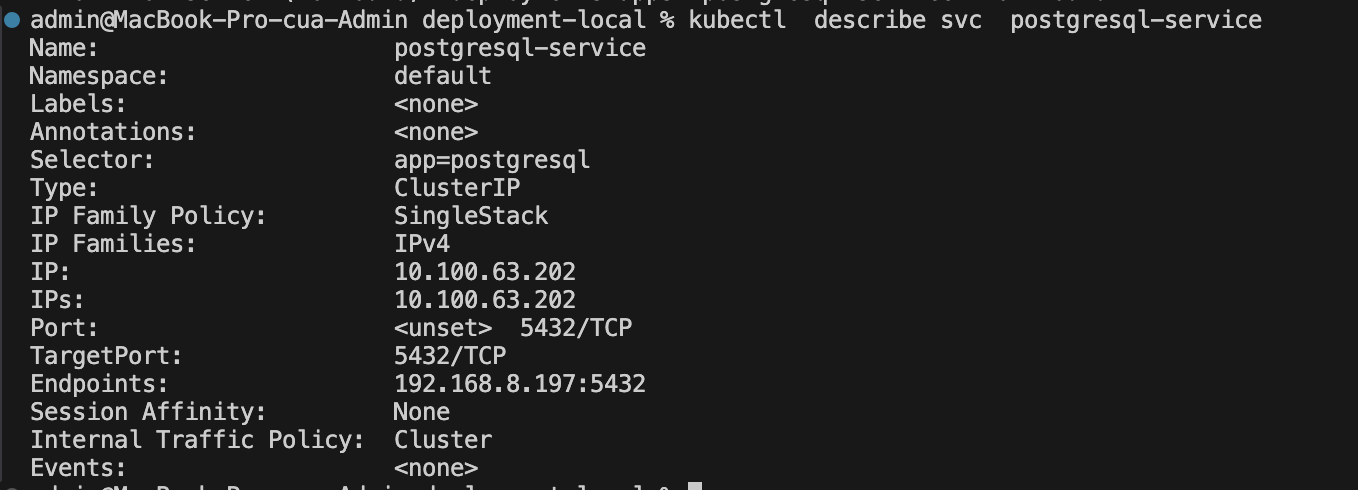 admin@MacBook-Pro-cua-Admin deployment-local % kubectl  describe svc  postgresql-service
Name:                     postgresql-service
Namespace:                default
Labels:                   <none>
Annotations:              <none>
Selector:                 app=postgresql
Type:                     ClusterIP
IP Family Policy:         SingleStack
IP Families:              IPv4
IP:                       10.100.63.202
IPs:                      10.100.63.202
Port:                     <unset>  5432/TCP
TargetPort:               5432/TCP
Endpoints:                192.168.8.197:5432
Session Affinity:         None
Internal Traffic Policy:  Cluster
Events:                   <none>